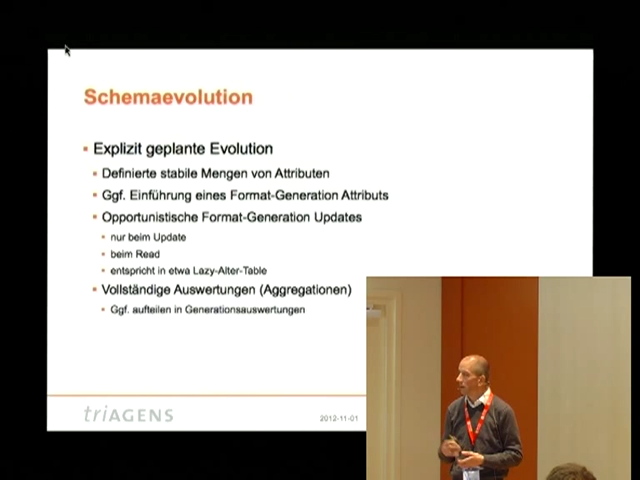 Schemaevolution
Explizit geplante Evolution
Definierte stabile Mengen von Attributen
Ggf. Einführung eines Format-Generation Attributs
Opportunistische Format-Generation Updates
nur beim Update
beim Read
entspricht in etwa Lazy-Alter-Table
Vollständige Auswertungen (Aggregationen)
Ggf. aufteilen in Generationsauswertungen
triAGENS
2012-11-01